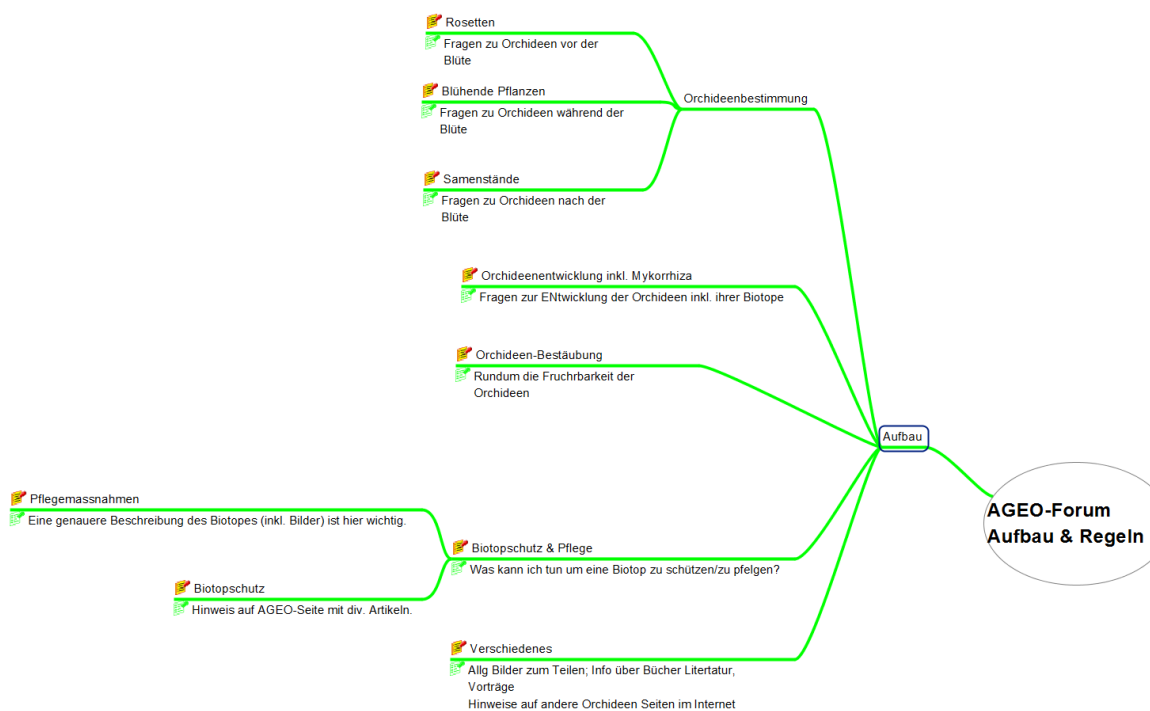 Rosetten
Fragen zu Orchideen vor der
Blüte
Blühende Pflanzen
Fragen zu Orchideen während der
Blüte
Samenstände
Fragen zu Orchideen nach der
Blüte
Orchideenbestimmung
Orchideenentwicklung inkl. Mykorrhiza
Fragen zur ENtwicklung der Orchideen inkl. ihrer Biotope
Orchideen-Bestäubung
Rundum die Fruchrbarkeit der
Orchideen
Pflegemassnahmen
Eine genauere Beschreibung des Biotopes (inkl. Bilder) ist hier wichtig.
Biotopschutz
Hinweis auf AGEO-Seite mit div. Artikeln.
Biotopschutz & Pflege
Was kann ich tun um eine Biotop zu schützen/zu pfelgen?
Verschiedenes
Allg Bilder zum Teilen; Info über Bücher Litertatur,
Vorträge
Hinweise auf andere Orchideen Seiten im Internet
Aufbau
AGEO-Forum
Aufbau & Regeln